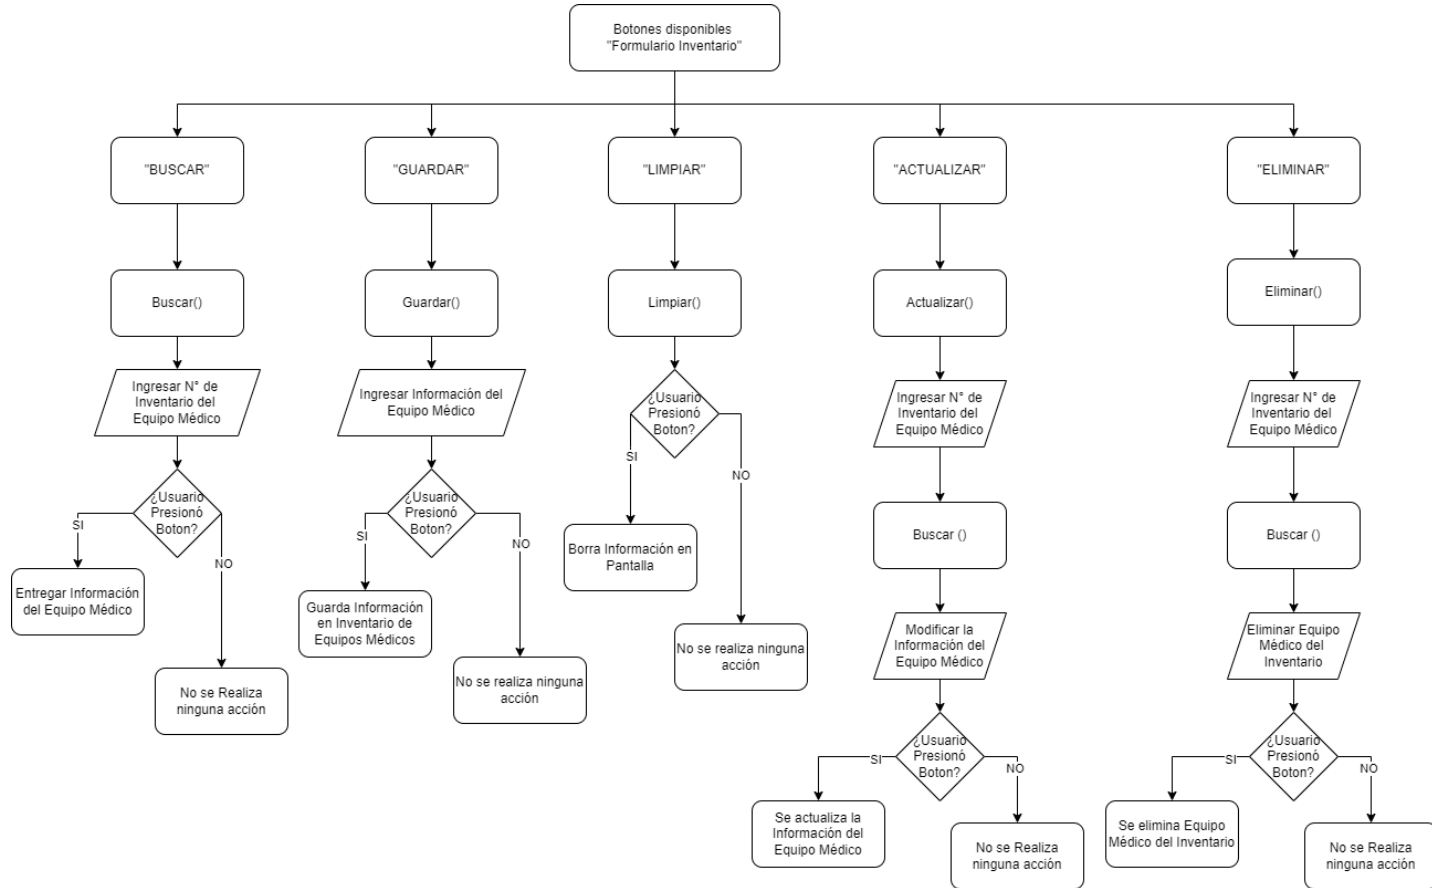 Botones disponibles
"Formulario Inventario"
"BUSCAR"
"GUARDAR"
"LIMPIAR"
"ACTUALIZAR"
"ELIMINAR"
Buscar()
Guardar()
Limpiar()
Actualizar()
Eliminar()
Ingresar N° de
Inventario del
Equipo Médico
Ingresar Información del
Equipo Médico
¿Usuario
Presionó
Boton?
Ingresar N° de
Inventario del
Equipo Médico
Ingresar N° de
Inventario del
Equipo Médico
SI
NO
¿Usuario
Presionó
Boton?
¿Usuario
Presionó
Boton?
SI
NO
SI
NO
Buscar ()
Buscar ()
Borra Información en
Pantalla
Entregar Información
del Equipo Médico
Guarda Información
en Inventario de
Equipos Médicos
No se realiza ninguna
acción
Modificar la
Información del
Equipo Médico
Eliminar Equipo
Médico del
Inventario
No se Realiza
ninguna acción
No se realiza ninguna
acción
¿Usuario
Presionó
Boton?
¿Usuario
Presionó
Boton?
SI
NO
SI
NO
Se actualiza la
Información del
Equipo Médico
No se Realiza
ninguna acción
Se elimina Equipo
Médico del Inventario
No se Realiza
ninguna acción